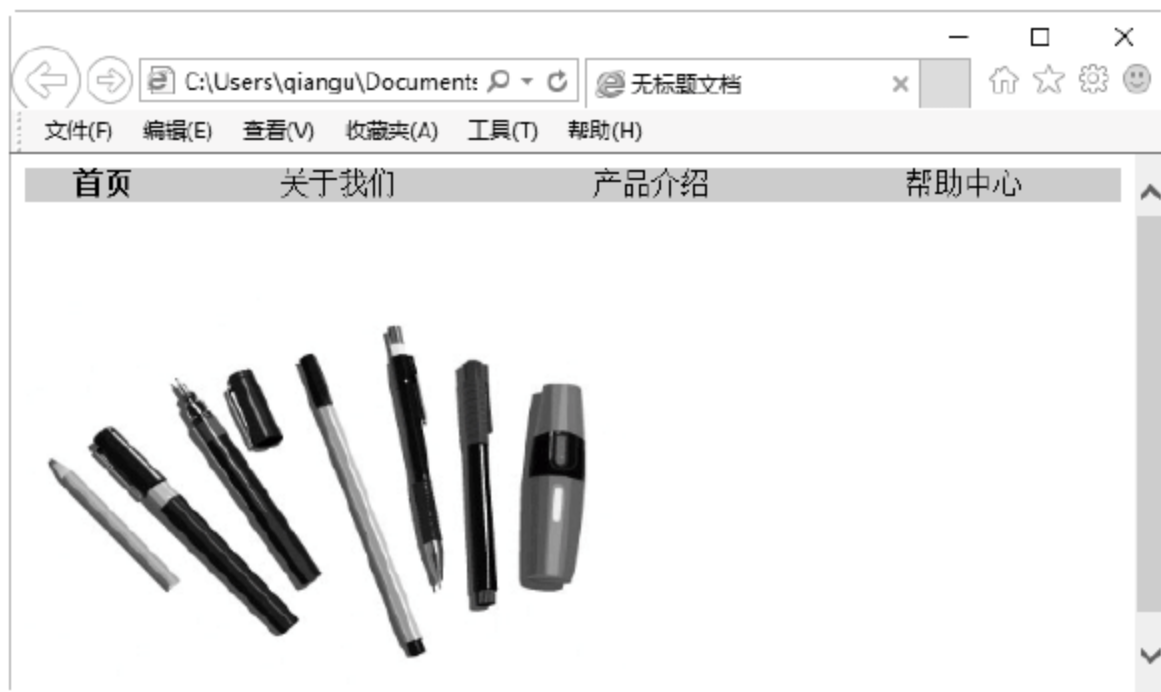 C:\Users\qiangu\Documents 无标题文档
文件(F) 编辑(E) 查看(V) 收藏夹(A) 工具(T) 帮助(H)
首页 关于我们 产品介绍 帮助中心